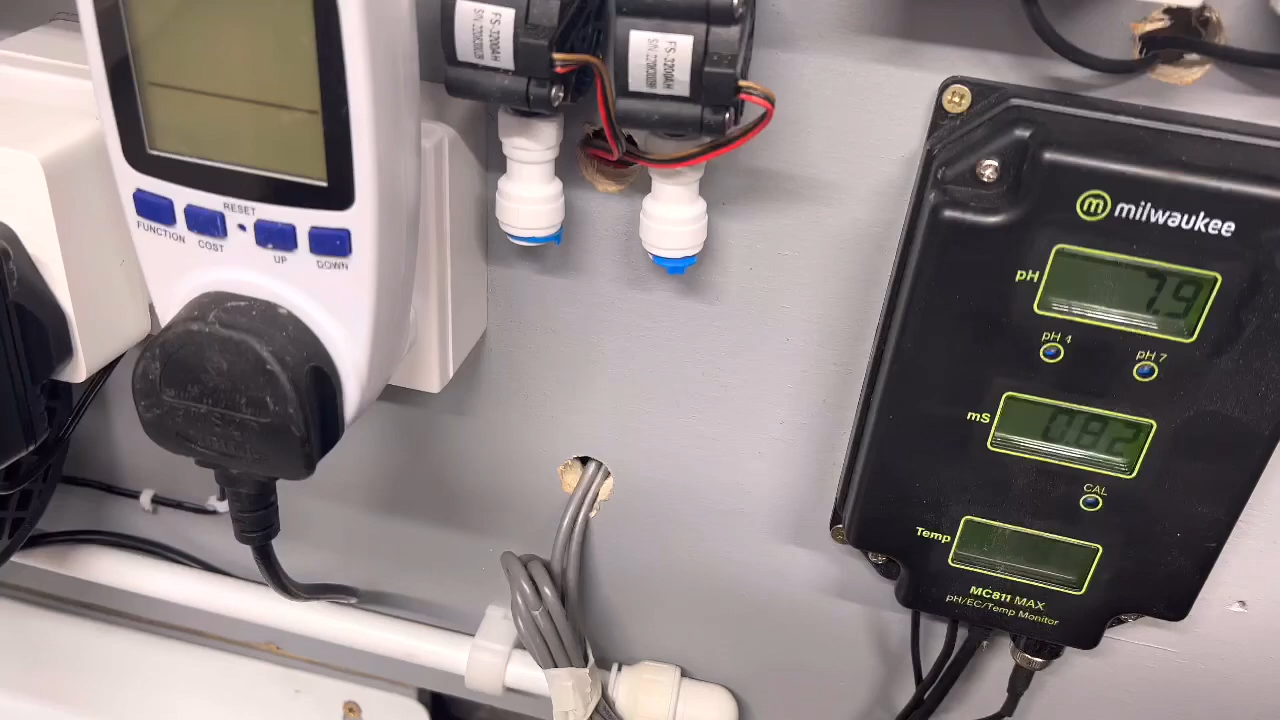 FS-3200AH
FS-3200AH
RESET
FUNCTION
COST
UP
DOWN
milwaukee
pH
7.9
pH 4
pH 7
mS
0.82
CAL
Temp
MC811 MAX
pH/EC/Temp Monitor